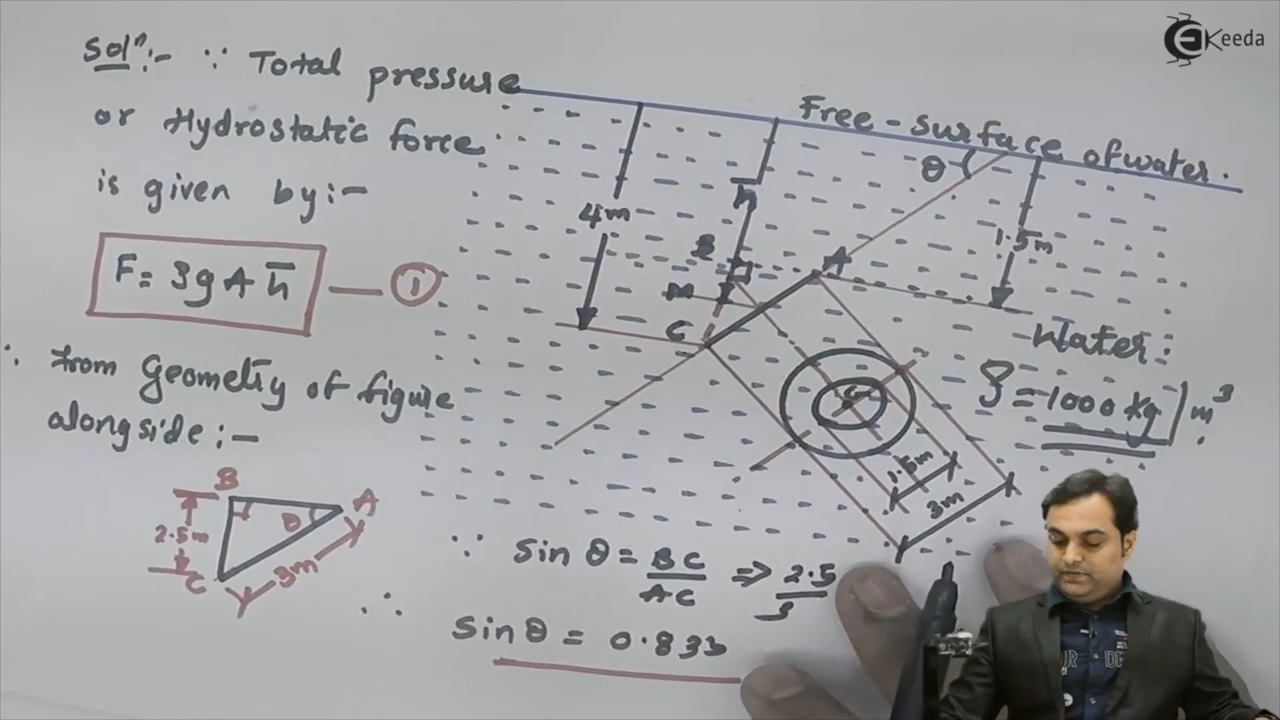 Solⁿ:- ∵ Total pressure
or Hydrostatic force
is given by:-
F = ρgAh̄ — ①
∴ from Geometry of figure
alongside:-
B
A
2.5m
θ
C
3m
Keeda
Free-surface of water.
θ
4m
h̄
1.5m
B
A
M
C
G
1.5m
3m
Water:
ρ = 1000 kg/m³.
∵ Sin θ = BC/AC => 2.5/3
∴ Sin θ = 0.833